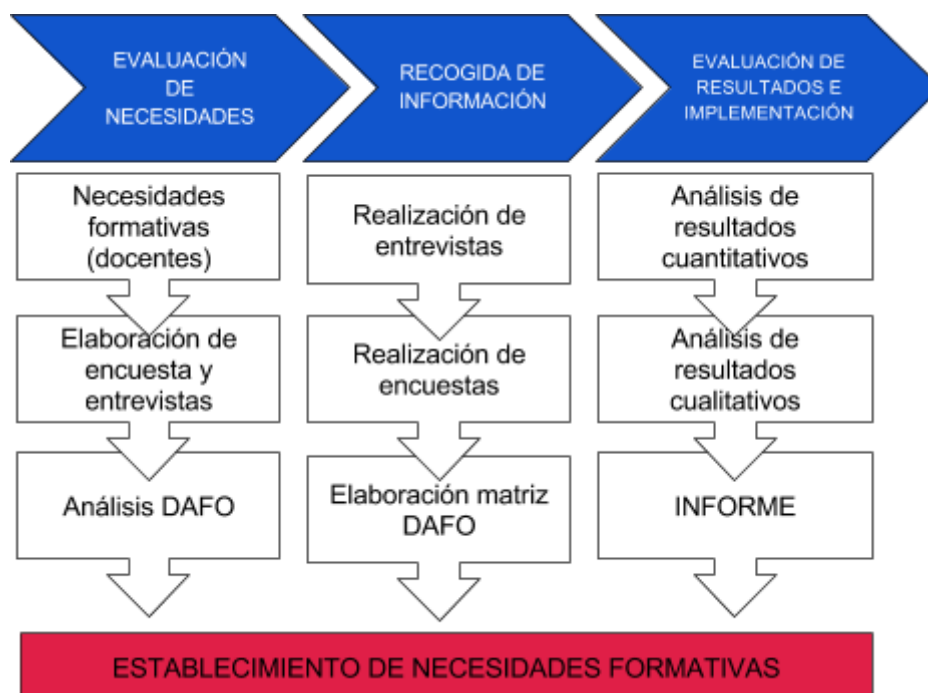 EVALUACIÓN
DE
NECESIDADES
RECOGIDA DE
INFORMACIÓN
EVALUACIÓN DE
RESULTADOS E
IMPLEMENTACIÓN
Necesidades
formativas
(docentes)
Elaboración de
encuesta y
entrevistas
Análisis DAFO
Realización de
entrevistas
Realización de
encuestas
Elaboración matriz
DAFO
Análisis de
resultados
cuantitativos
Análisis de
resultados
cualitativos
INFORME
ESTABLECIMIENTO DE NECESIDADES FORMATIVAS